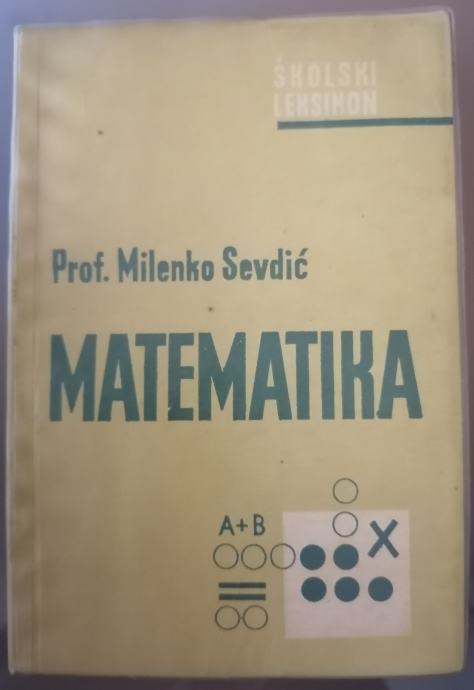 ŠKOLSKI
LEKSIKON
Prof. Milenko Sevdić
MATEMATIKA
A+B
×
=